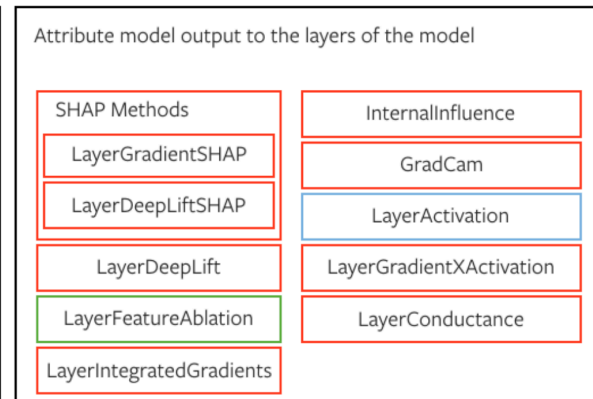 Attribute model output to the layers of the model
SHAP Methods
LayerGradientSHAP
LayerDeepLiftSHAP
LayerDeepLift
LayerFeatureAblation
LayerIntegratedGradients
InternalInfluence
GradCam
LayerActivation
LayerGradientXActivation
LayerConductance